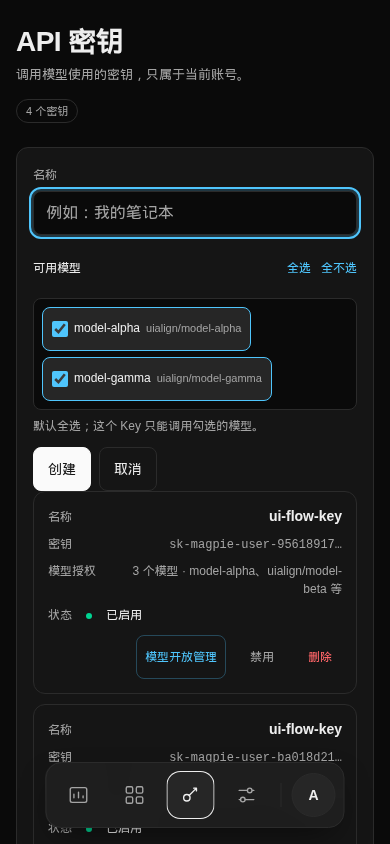 API 密钥
调用模型使用的密钥，只属于当前账号。
4 个密钥
名称
例如：我的笔记本
可用模型 全选 全不选
model-alpha uialign/model-alpha
model-gamma uialign/model-gamma
默认全选；这个 Key 只能调用勾选的模型。
创建 取消
名称 ui-flow-key
密钥 sk-magpie-user-95618917…
模型授权 3 个模型 · model-alpha、uialign/model-
beta 等
状态 已启用
模型开放管理 禁用 删除
名称 ui-flow-key
密钥 sk-magpie-user-ba018d21…
A
状态 已启用